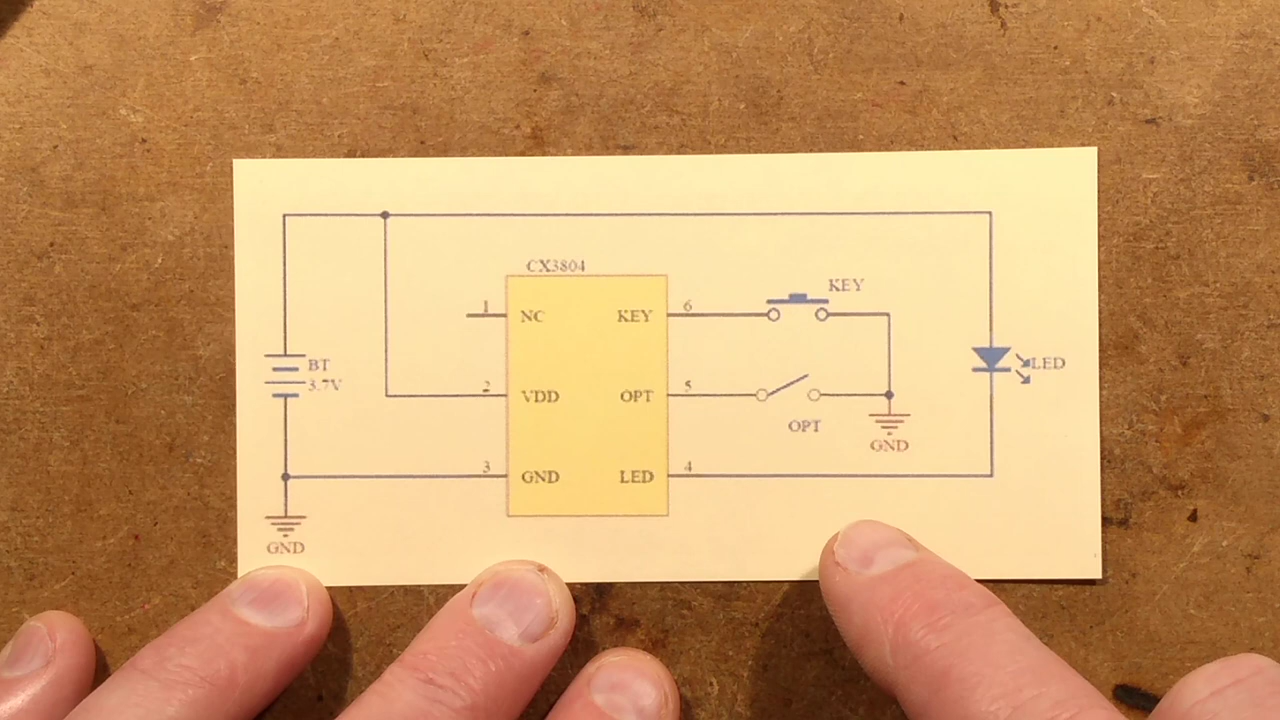 CX3804
1 NC KEY 6 KEY
BT
3.7V
LED
2 VDD OPT 5
OPT
GND
3 GND LED 4
GND